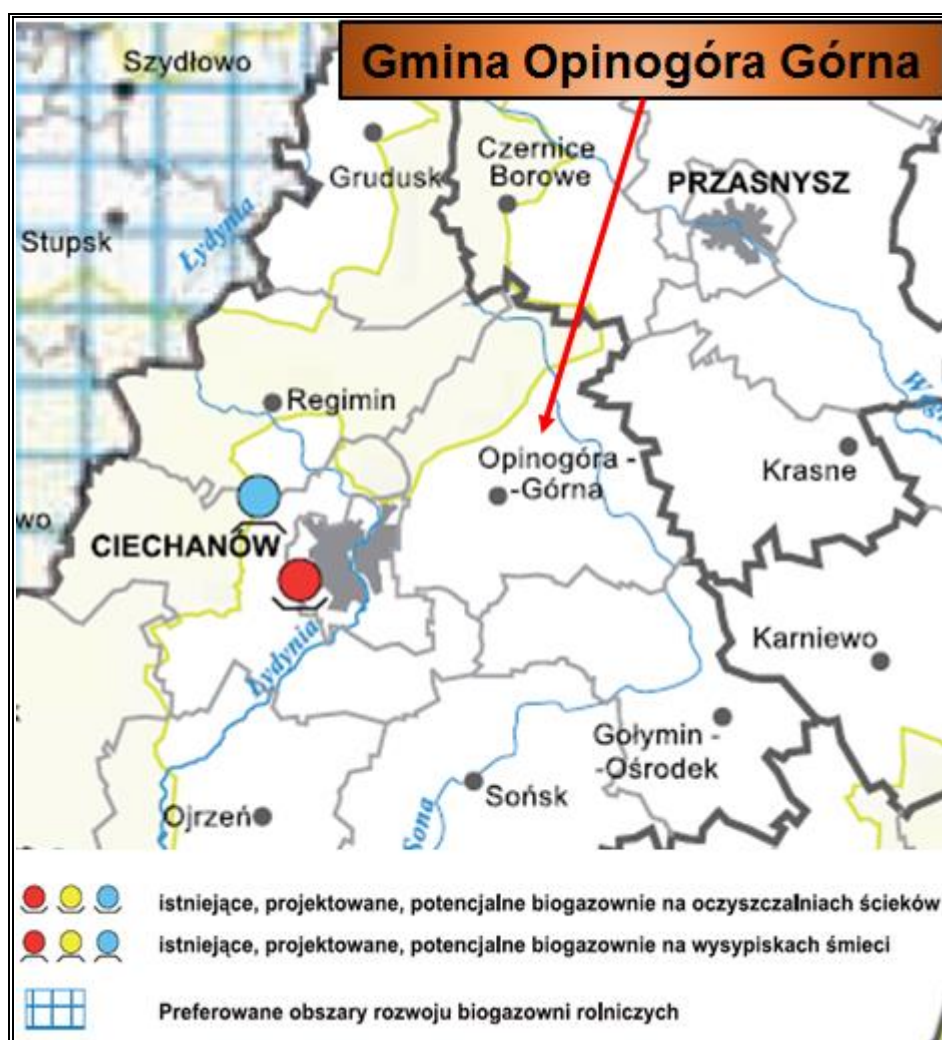 Gmina Opinogóra Górna
Szydłowo
Czernice
Borowe
Grudusk
PRZASNYSZ
Stupsk
Łydynia
Regimin
Opinogóra -
-Górna
Krasne
CIECHANÓW
Łydynia
Karniewo
Gołymin -
-Ośrodek
Sońsk
Ojrzeń
Sona
istniejące, projektowane, potencjalne biogazownie na oczyszczalniach ścieków
istniejące, projektowane, potencjalne biogazownie na wysypiskach śmieci
Preferowane obszary rozwoju biogazowni rolniczych